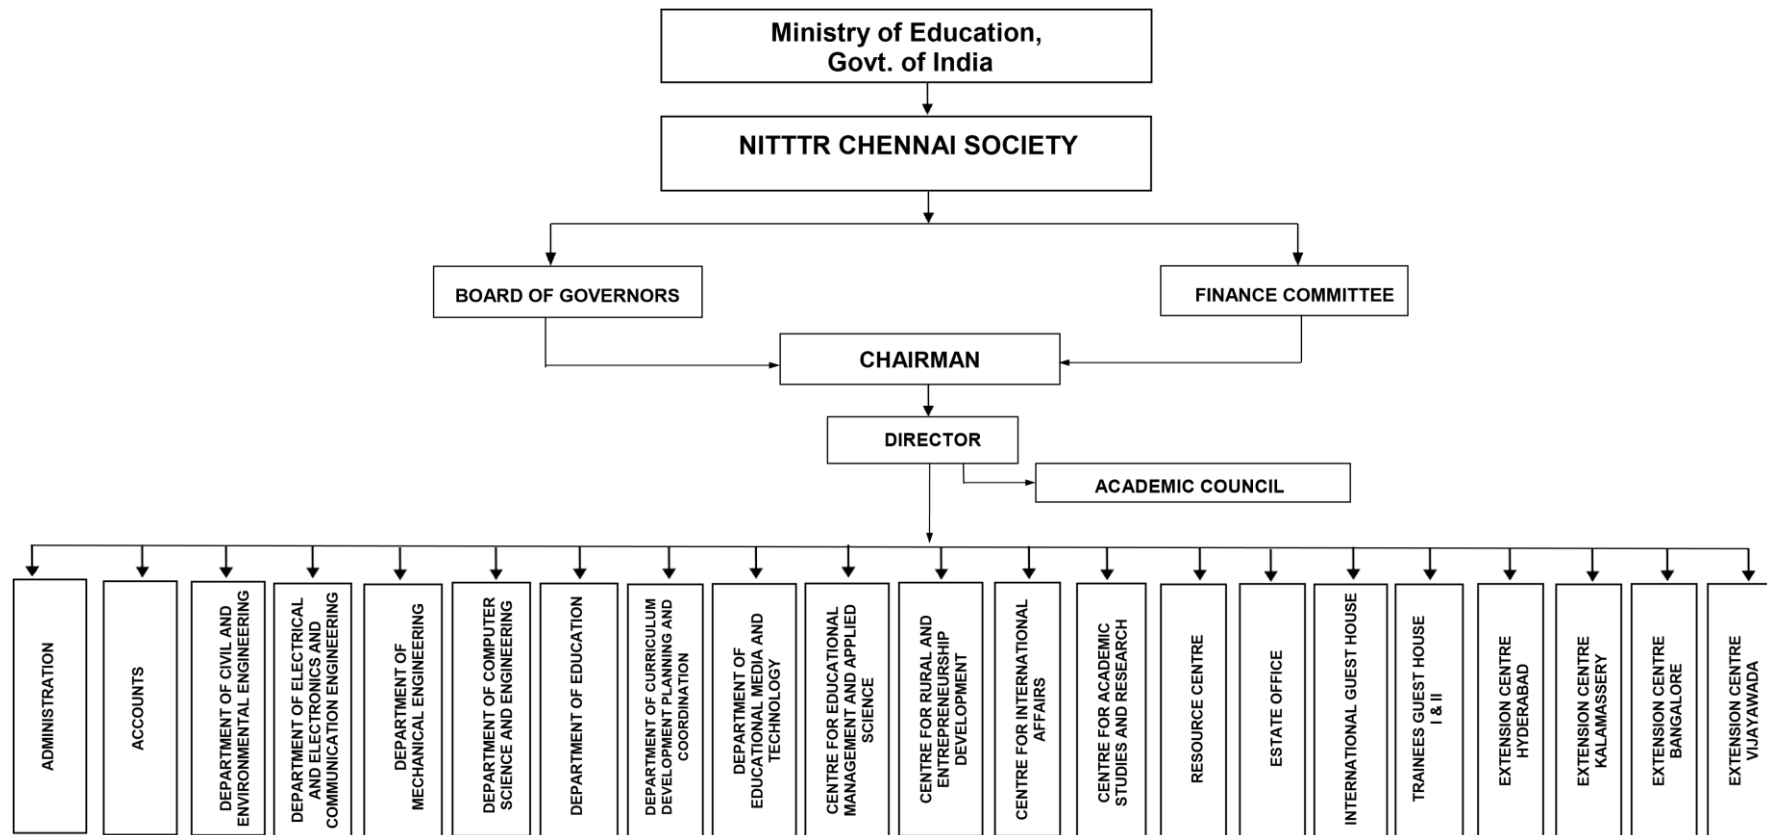 Ministry of Education,
Govt. of India
NITTTR CHENNAI SOCIETY
BOARD OF GOVERNORS
FINANCE COMMITTEE
CHAIRMAN
DIRECTOR
ACADEMIC COUNCIL
ADMINISTRATION
ACCOUNTS
DEPARTMENT OF CIVIL AND
ENVIRONMENTAL ENGINEERING
DEPARTMENT OF ELECTRICAL
AND ELECTRONICS AND
COMMUNICATION ENGINEERING
DEPARTMENT OF
MECHANICAL ENGINEERING
DEPARTMENT OF COMPUTER
SCIENCE AND ENGINEERING
DEPARTMENT OF EDUCATION
DEPARTMENT OF CURRICULUM
DEVELOPMENT PLANNING AND
COORDINATION
DEPARTMENT OF
EDUCATIONAL MEDIA AND
TECHNOLOGY
CENTRE FOR EDUCATIONAL
MANAGEMENT AND APPLIED
SCIENCE
CENTRE FOR RURAL AND
ENTREPRENEURSHIP
DEVELOPMENT
CENTRE FOR INTERNATIONAL
AFFAIRS
CENTRE FOR ACADEMIC
STUDIES AND RESEARCH
RESOURCE CENTRE
ESTATE OFFICE
INTERNATIONAL GUEST HOUSE
TRAINEES GUEST HOUSE
I & II
EXTENSION CENTRE
HYDERABAD
EXTENSION CENTRE
KALAMASSERY
EXTENSION CENTRE
BANGALORE
EXTENSION CENTRE
VIJAYAWADA